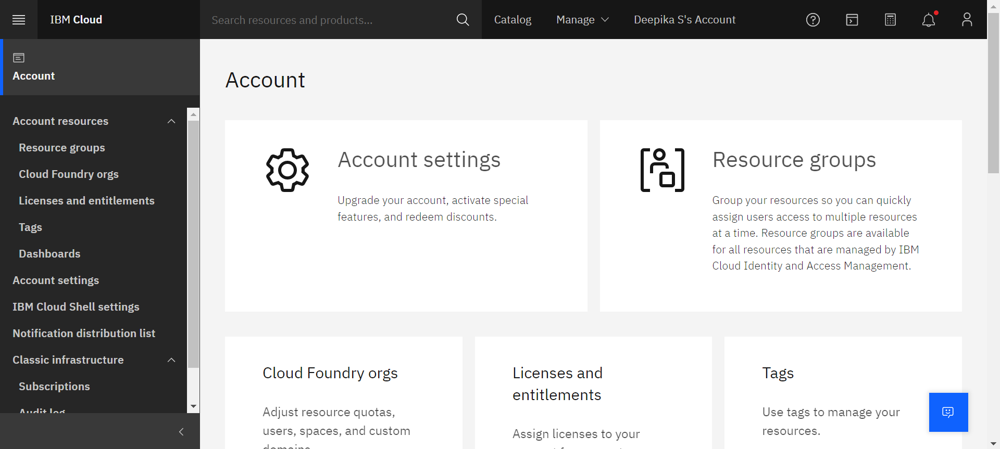 IBM Cloud
Search resources and products...
Catalog
Manage
Deepika S's Account
Account
Account resources
Resource groups
Cloud Foundry orgs
Licenses and entitlements
Tags
Dashboards
Account settings
IBM Cloud Shell settings
Notification distribution list
Classic infrastructure
Subscriptions
Audit log
Account
Account settings
Upgrade your account, activate special
features, and redeem discounts.
Resource groups
Group your resources so you can quickly
assign users access to multiple resources
at a time. Resource groups are available
for all resources that are managed by IBM
Cloud Identity and Access Management.
Cloud Foundry orgs
Adjust resource quotas,
users, spaces, and custom
domains.
Licenses and
entitlements
Assign licenses to your
Tags
Use tags to manage your
resources.